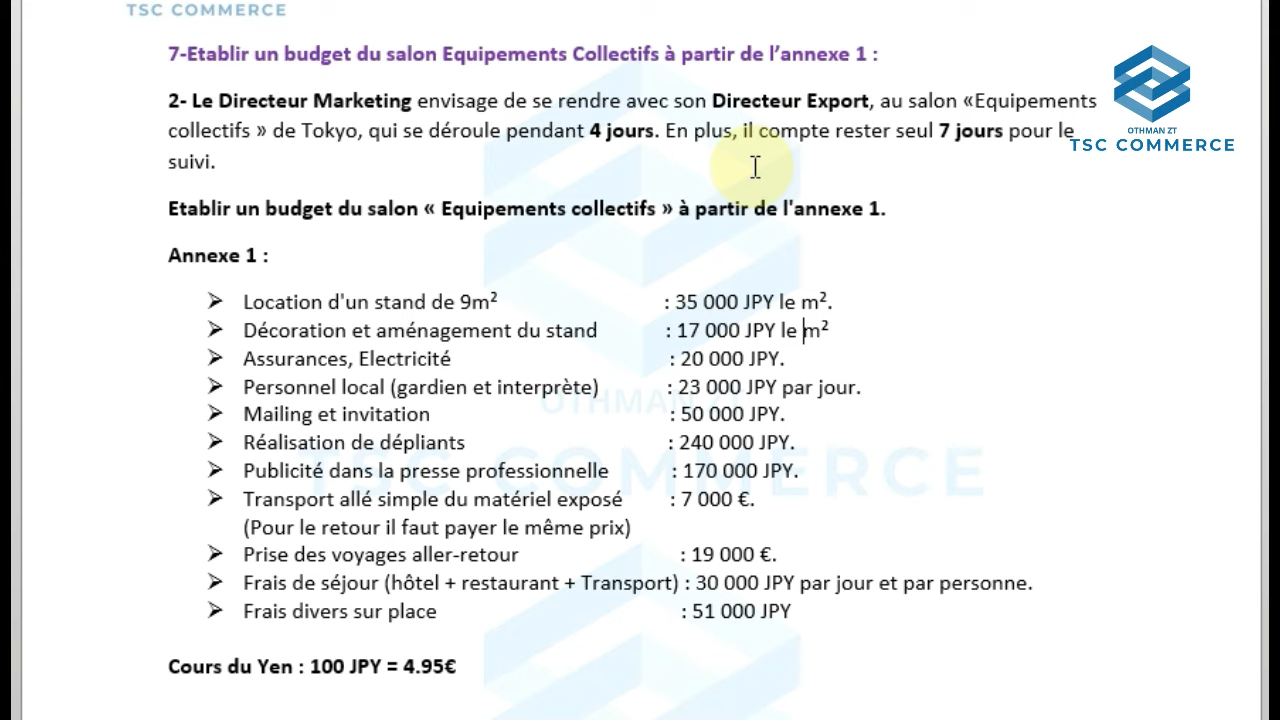 TSC COMMERCE
7-Etablir un budget du salon Equipements Collectifs à partir de l’annexe 1 :
2- Le Directeur Marketing envisage de se rendre avec son Directeur Export, au salon «Equipements
collectifs » de Tokyo, qui se déroule pendant 4 jours. En plus, il compte rester seul 7 jours pour le
suivi.
OTHMAN ZT
TSC COMMERCE
Etablir un budget du salon « Equipements collectifs » à partir de l'annexe 1.
Annexe 1 :
➢ Location d'un stand de 9m² : 35 000 JPY le m².
➢ Décoration et aménagement du stand : 17 000 JPY le m²
➢ Assurances, Electricité : 20 000 JPY.
➢ Personnel local (gardien et interprète) : 23 000 JPY par jour.
➢ Mailing et invitation : 50 000 JPY.
➢ Réalisation de dépliants : 240 000 JPY.
➢ Publicité dans la presse professionnelle : 170 000 JPY.
➢ Transport allé simple du matériel exposé : 7 000 €.
(Pour le retour il faut payer le même prix)
➢ Prise des voyages aller-retour : 19 000 €.
➢ Frais de séjour (hôtel + restaurant + Transport) : 30 000 JPY par jour et par personne.
➢ Frais divers sur place : 51 000 JPY
Cours du Yen : 100 JPY = 4.95€
OTHMAN ZT
TSC COMMERCE